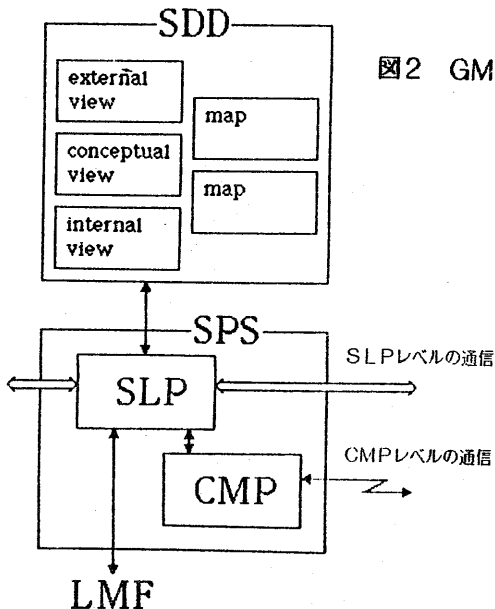 SDD
図2 GM
external
view
map
conceptual
view
map
internal
view
SPS
SLPレベルの通信
SLP
CMPレベルの通信
CMP
LMF